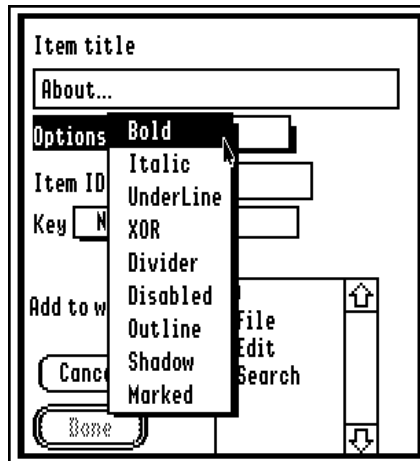 Item title
About...
Options
Bold
Italic
UnderLine
XOR
Divider
Disabled
Outline
Shadow
Marked
Item ID
Key N
Add to w
File
Edit
Search
Canc
Done